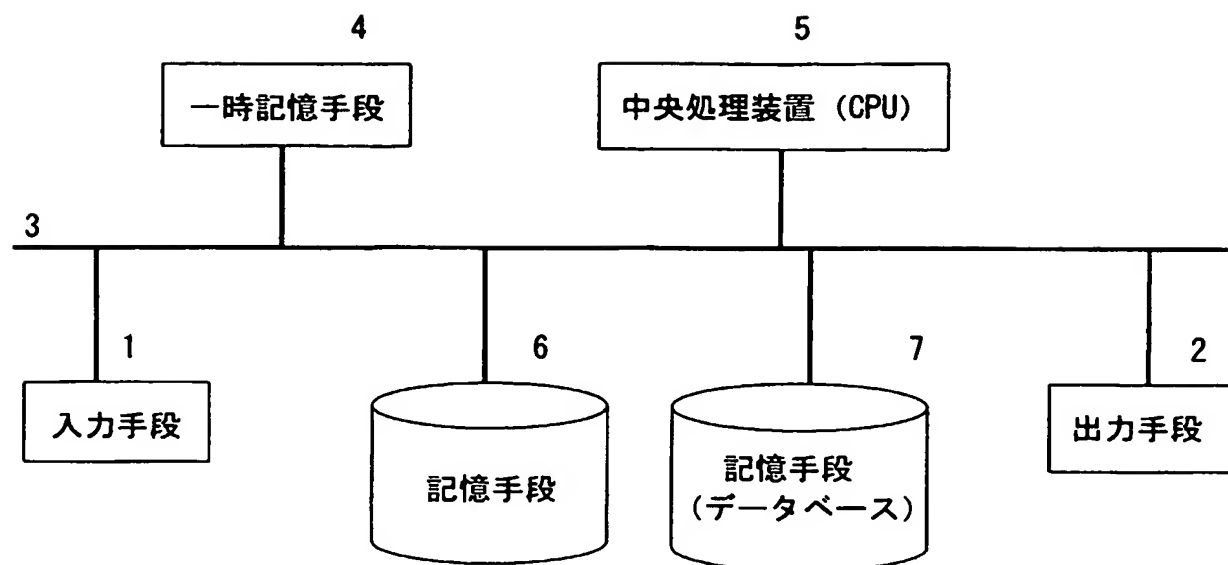 4
5
一時記憶手段
中央処理装置 (CPU)
3
1
6
7
2
入力手段
記憶手段
記憶手段
(データベース)
出力手段